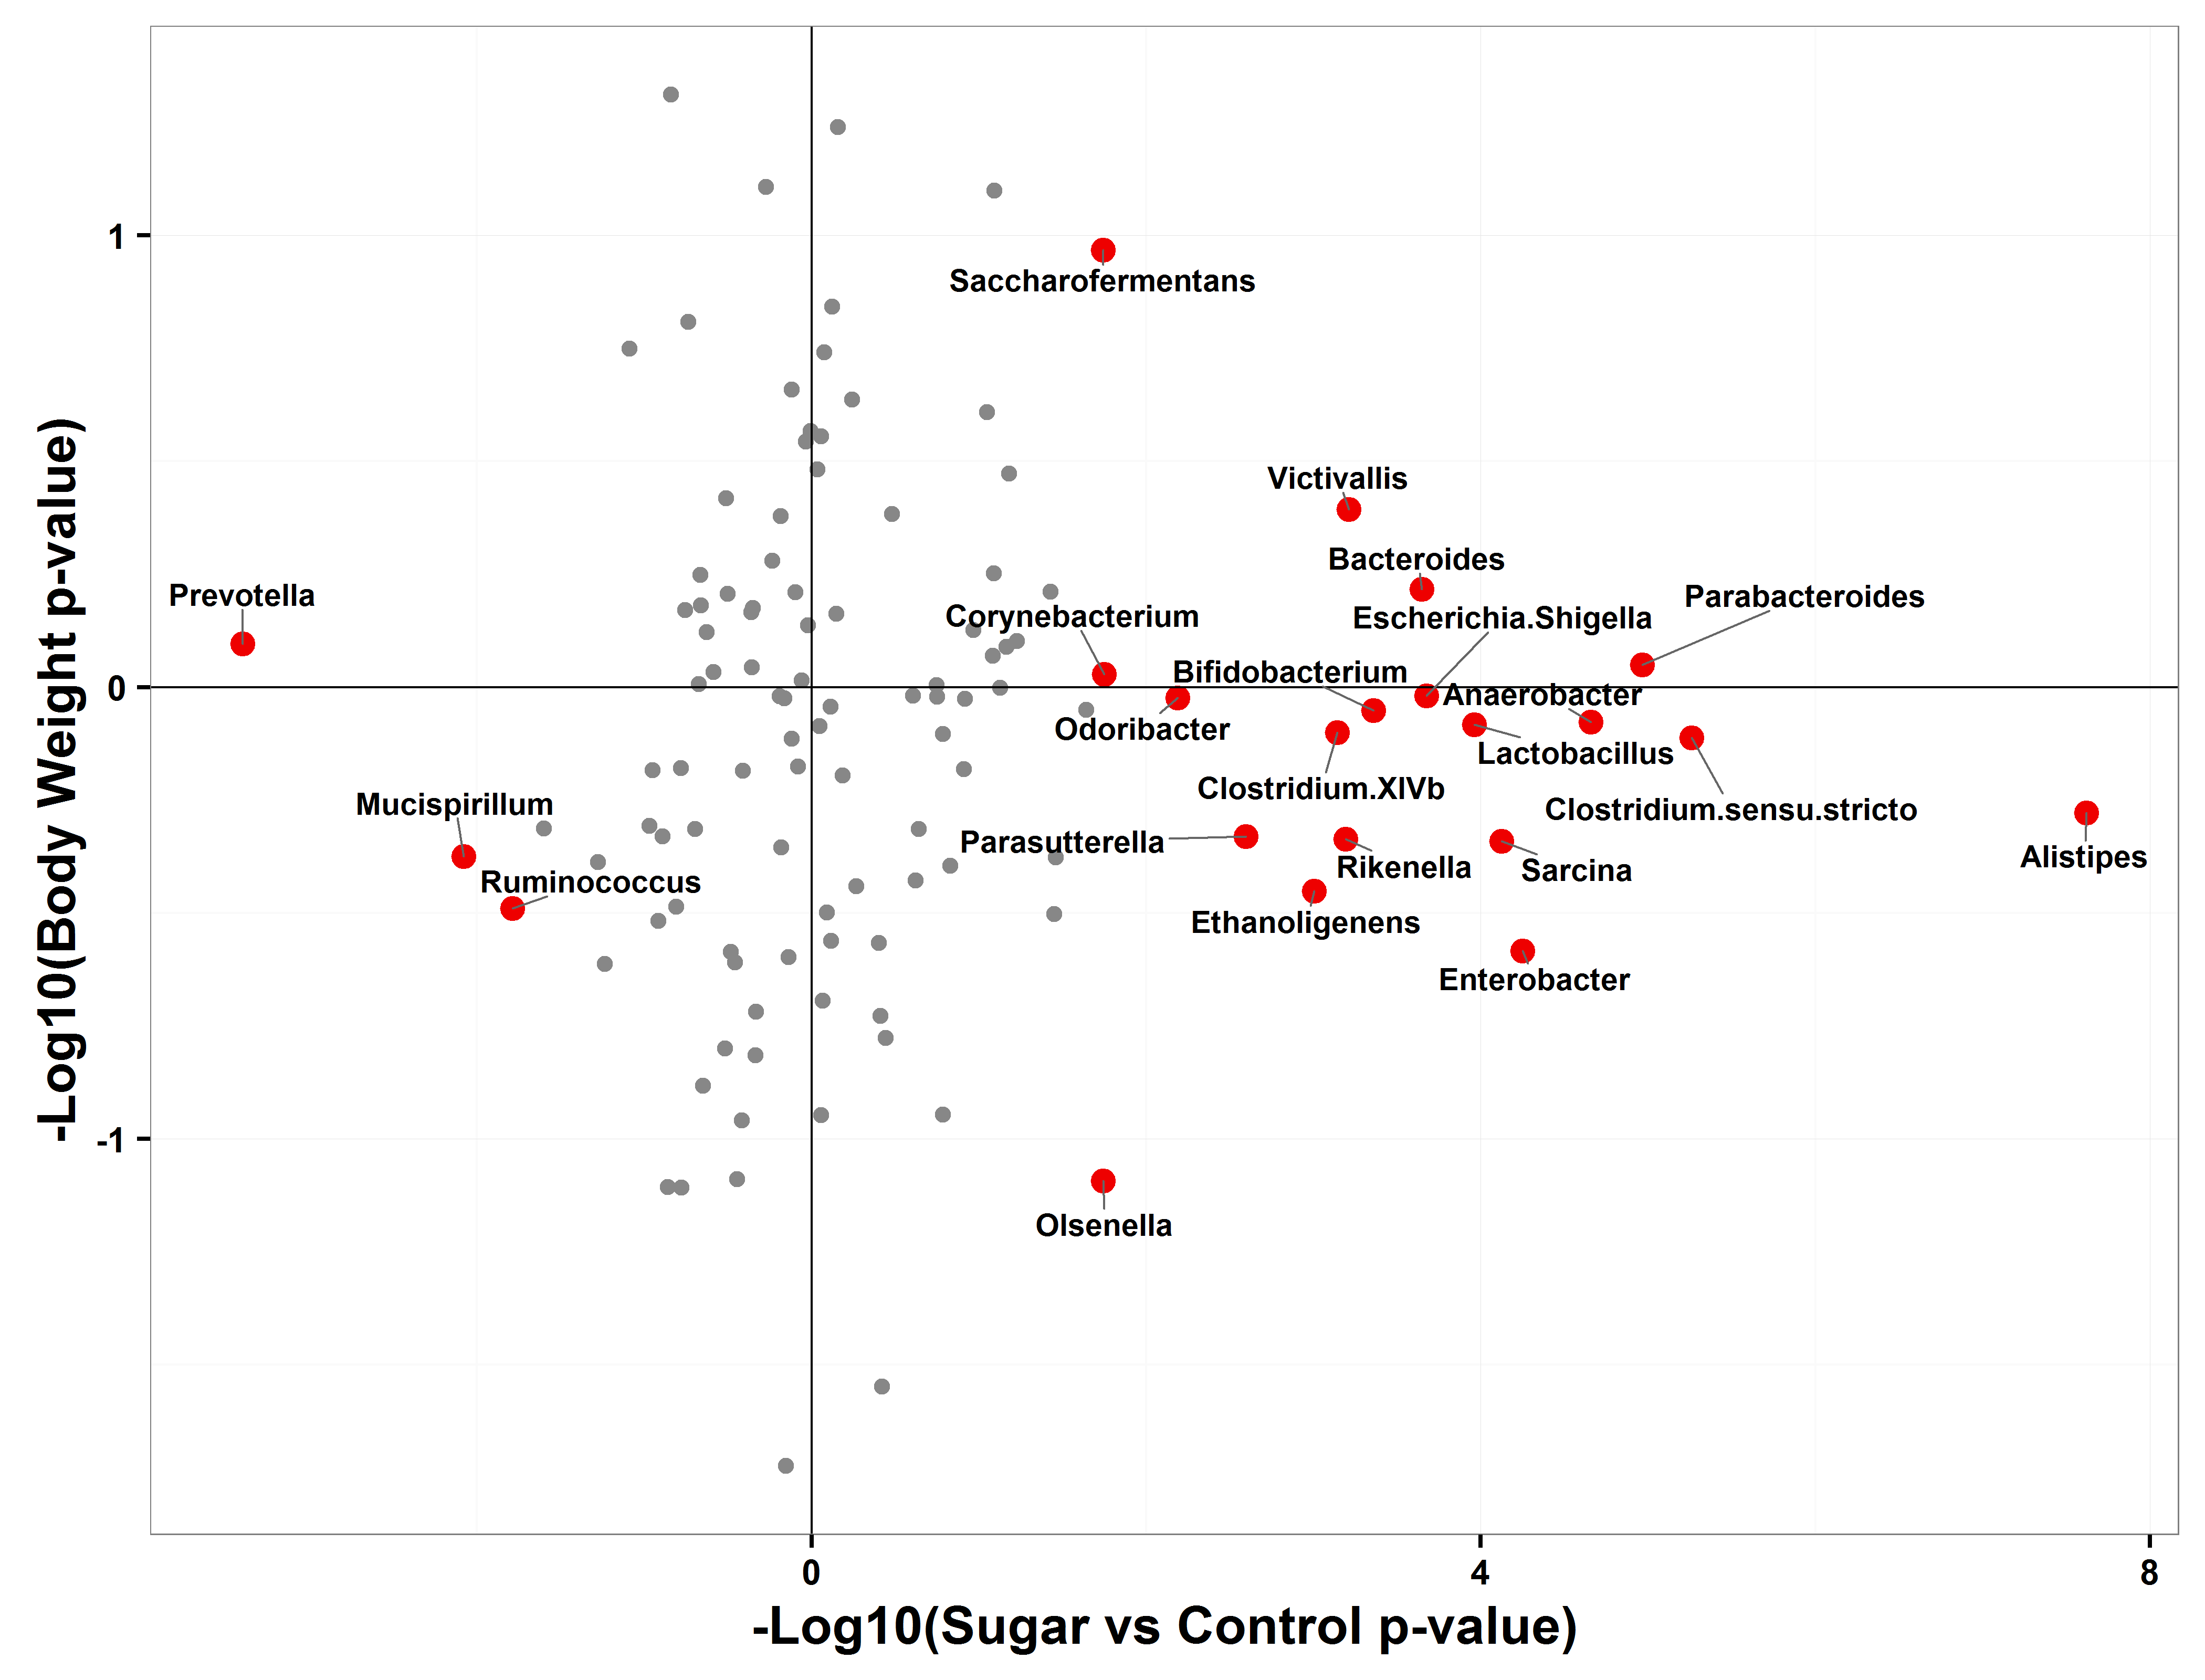 1
Saccharofermentans
Victivallis
Bacteroides
Prevotella
Parabacteroides
Corynebacterium
Escherichia.Shigella
Bifidobacterium
0
Anaerobacter
Odoribacter
Lactobacillus
Clostridium.XIVb
Mucispirillum
Clostridium.sensu.stricto
Parasutterella
Alistipes
Rikenella
Sarcina
Ruminococcus
Ethanoligenens
Enterobacter
-1
Olsenella
-Log10(Body Weight p-value)
0
4
8
-Log10(Sugar vs Control p-value)